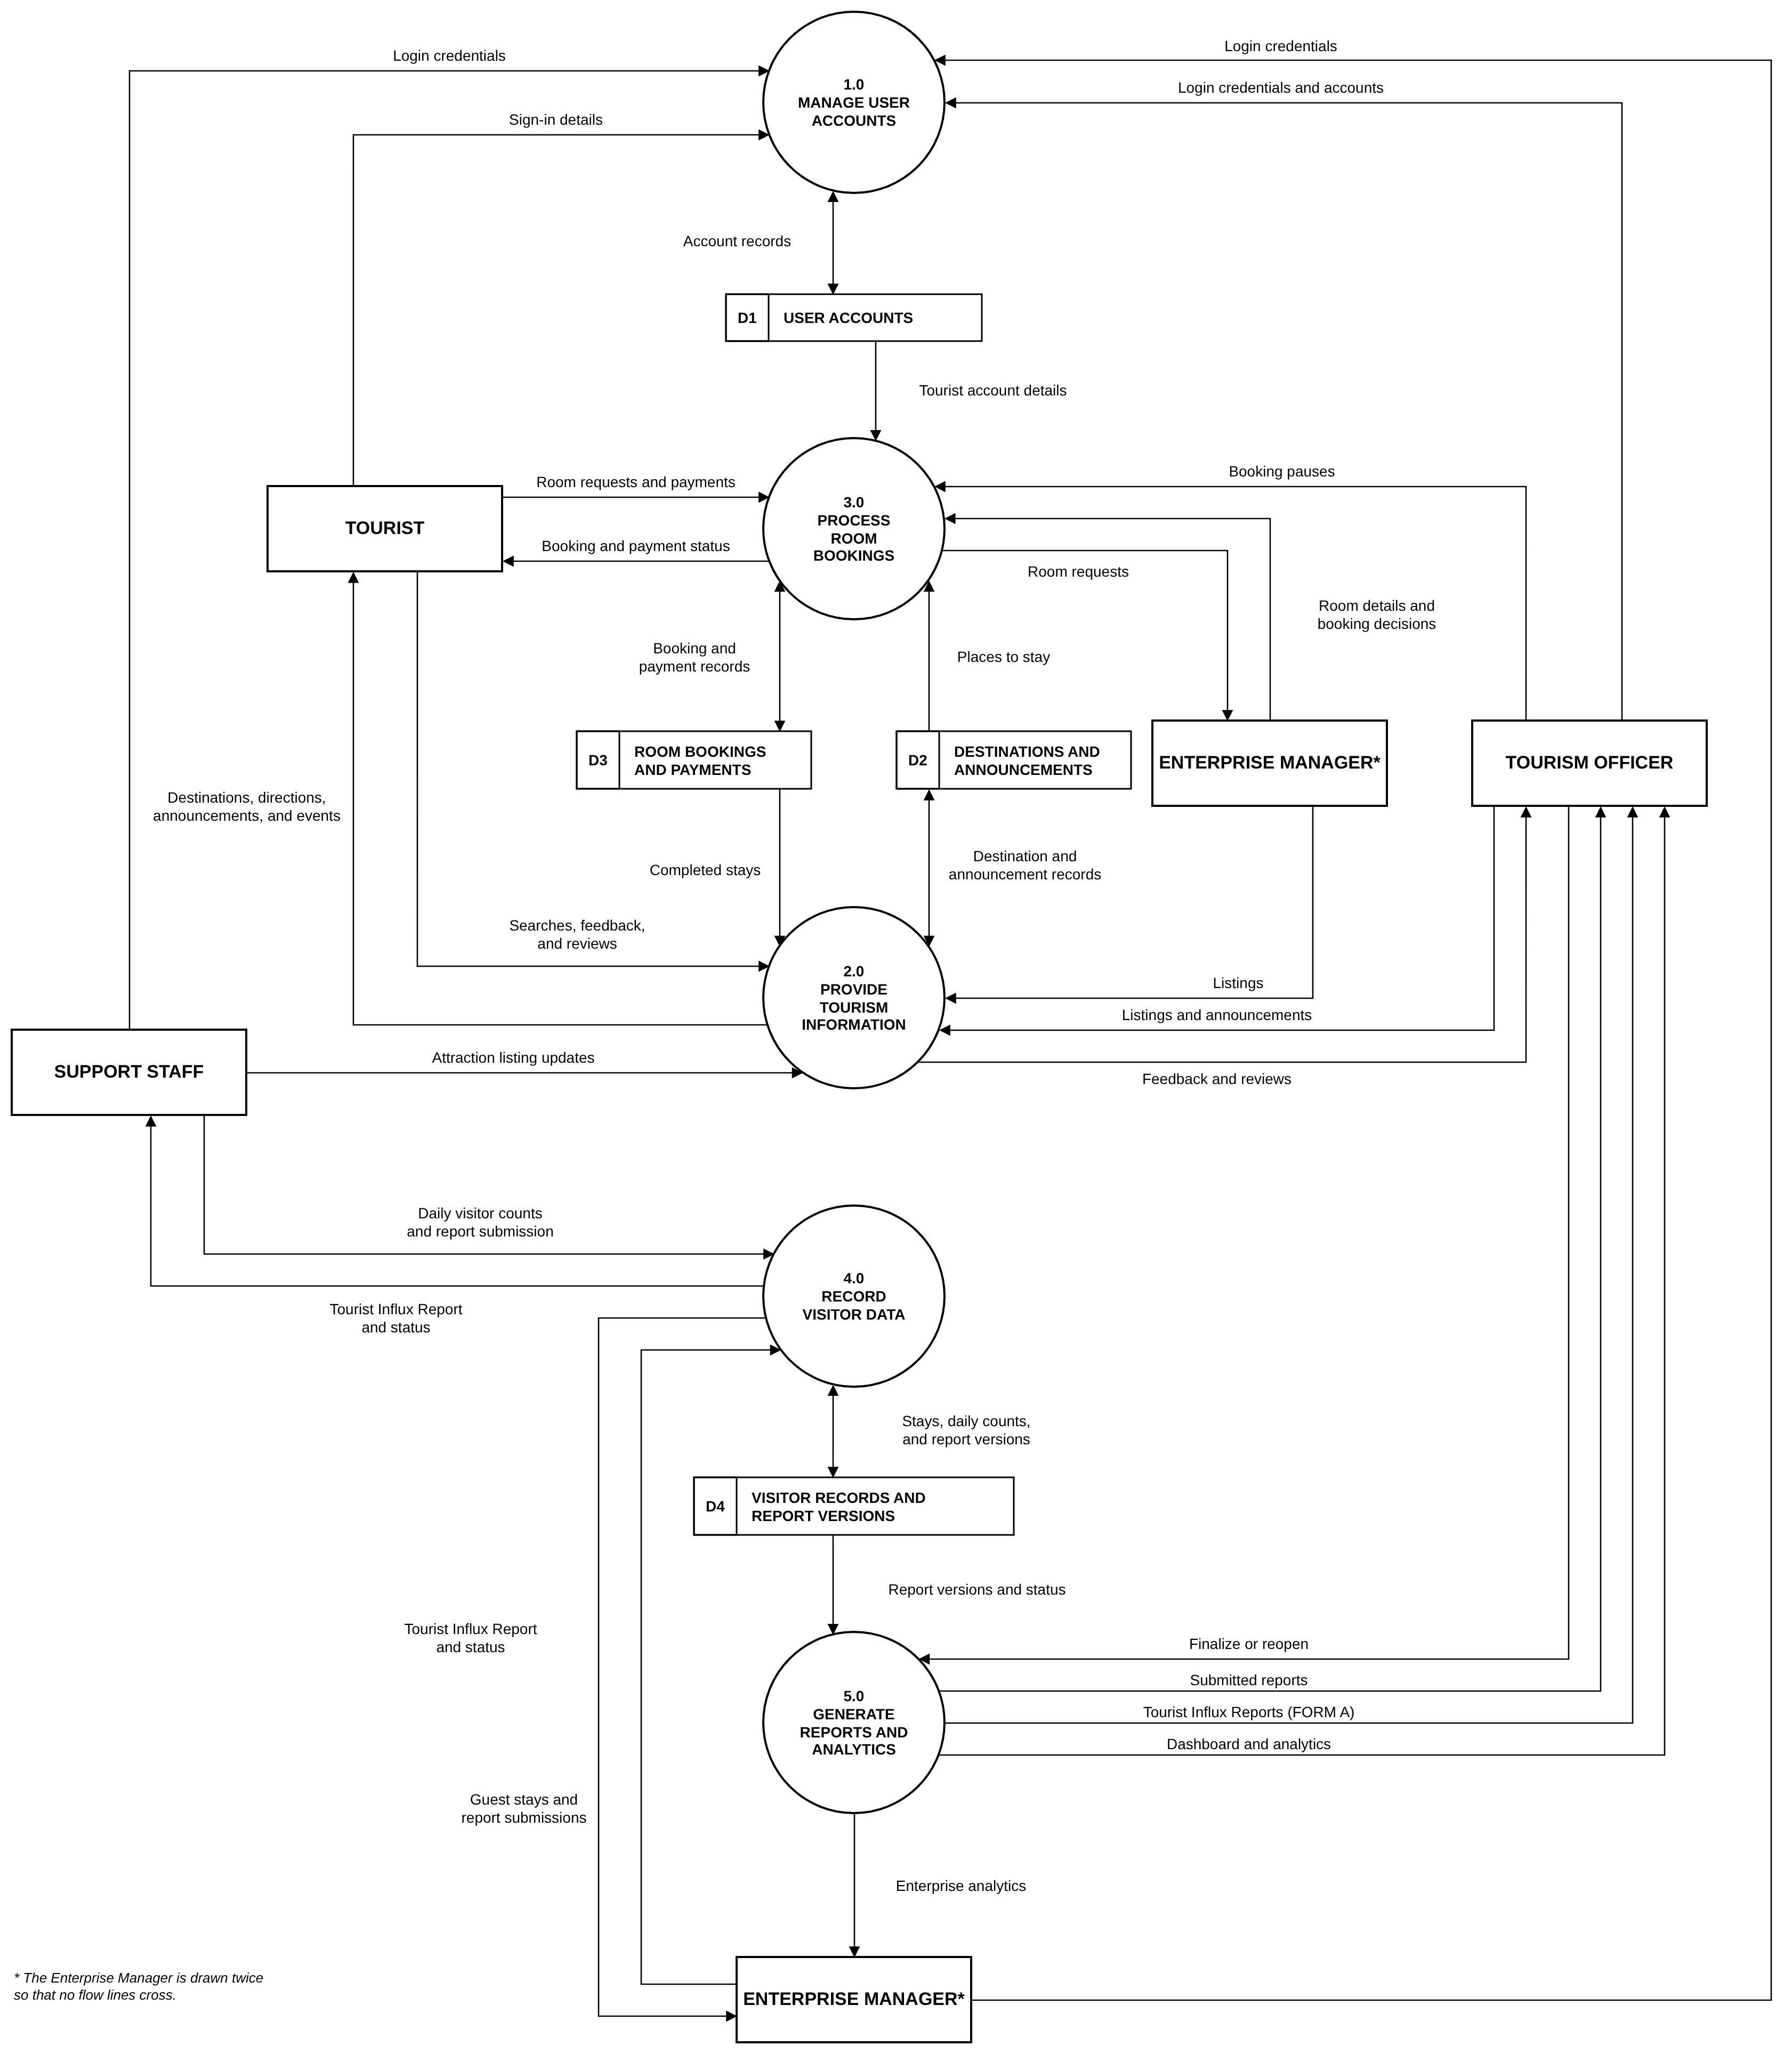 Login credentials
Login credentials
1.0
MANAGE USER
ACCOUNTS
Login credentials and accounts
Sign-in details
Account records
D1
USER ACCOUNTS
Tourist account details
Room requests and payments
Booking pauses
3.0
PROCESS
ROOM
BOOKINGS
TOURIST
Booking and payment status
Room requests
Room details and
booking decisions
Booking and
payment records
Places to stay
D3
ROOM BOOKINGS
AND PAYMENTS
D2
DESTINATIONS AND
ANNOUNCEMENTS
ENTERPRISE MANAGER*
TOURISM OFFICER
Destinations, directions,
announcements, and events
Completed stays
Destination and
announcement records
Searches, feedback,
and reviews
2.0
PROVIDE
TOURISM
INFORMATION
Listings
Listings and announcements
SUPPORT STAFF
Attraction listing updates
Feedback and reviews
Daily visitor counts
and report submission
4.0
RECORD
VISITOR DATA
Tourist Influx Report
and status
Stays, daily counts,
and report versions
D4
VISITOR RECORDS AND
REPORT VERSIONS
Report versions and status
Tourist Influx Report
and status
Finalize or reopen
Submitted reports
5.0
GENERATE
REPORTS AND
ANALYTICS
Tourist Influx Reports (FORM A)
Dashboard and analytics
Guest stays and
report submissions
Enterprise analytics
* The Enterprise Manager is drawn twice
so that no flow lines cross.
ENTERPRISE MANAGER*